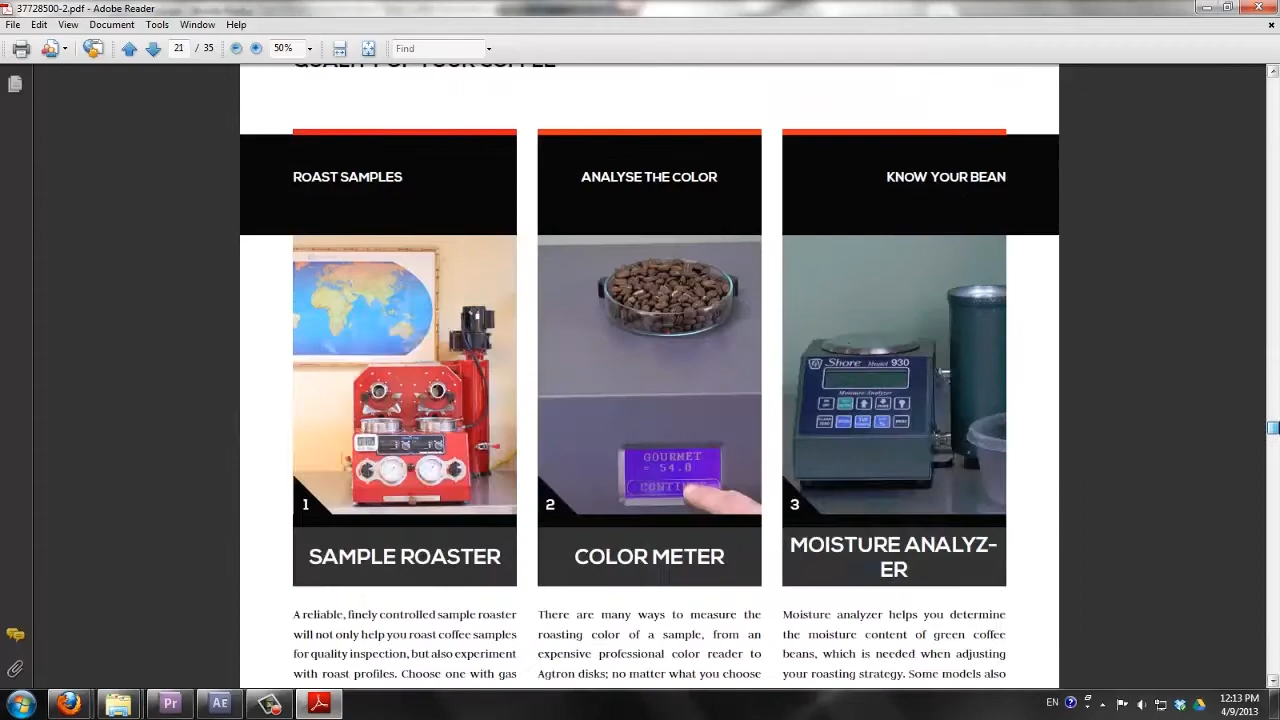 37728500-2.pdf - Adobe Reader
File Edit View Document Tools Window Help
21 / 35 50% Find
QUALITY OF YOUR COFFEE
ROAST SAMPLES
ANALYSE THE COLOR
KNOW YOUR BEAN
Shore Model 930
Moisture Analyzer
GOURMET
= 54.0
1
2
3
SAMPLE ROASTER
COLOR METER
MOISTURE ANALYZ-
ER
A reliable, finely controlled sample roaster
will not only help you roast coffee samples
for quality inspection, but also experiment
with roast profiles. Choose one with gas
There are many ways to measure the
roasting color of a sample, from an
expensive professional color reader to
Agtron disks; no matter what you choose
Moisture analyzer helps you determine
the moisture content of green coffee
beans, which is needed when adjusting
your roasting strategy. Some models also
Pr
Ae
EN
12:13 PM
4/9/2013